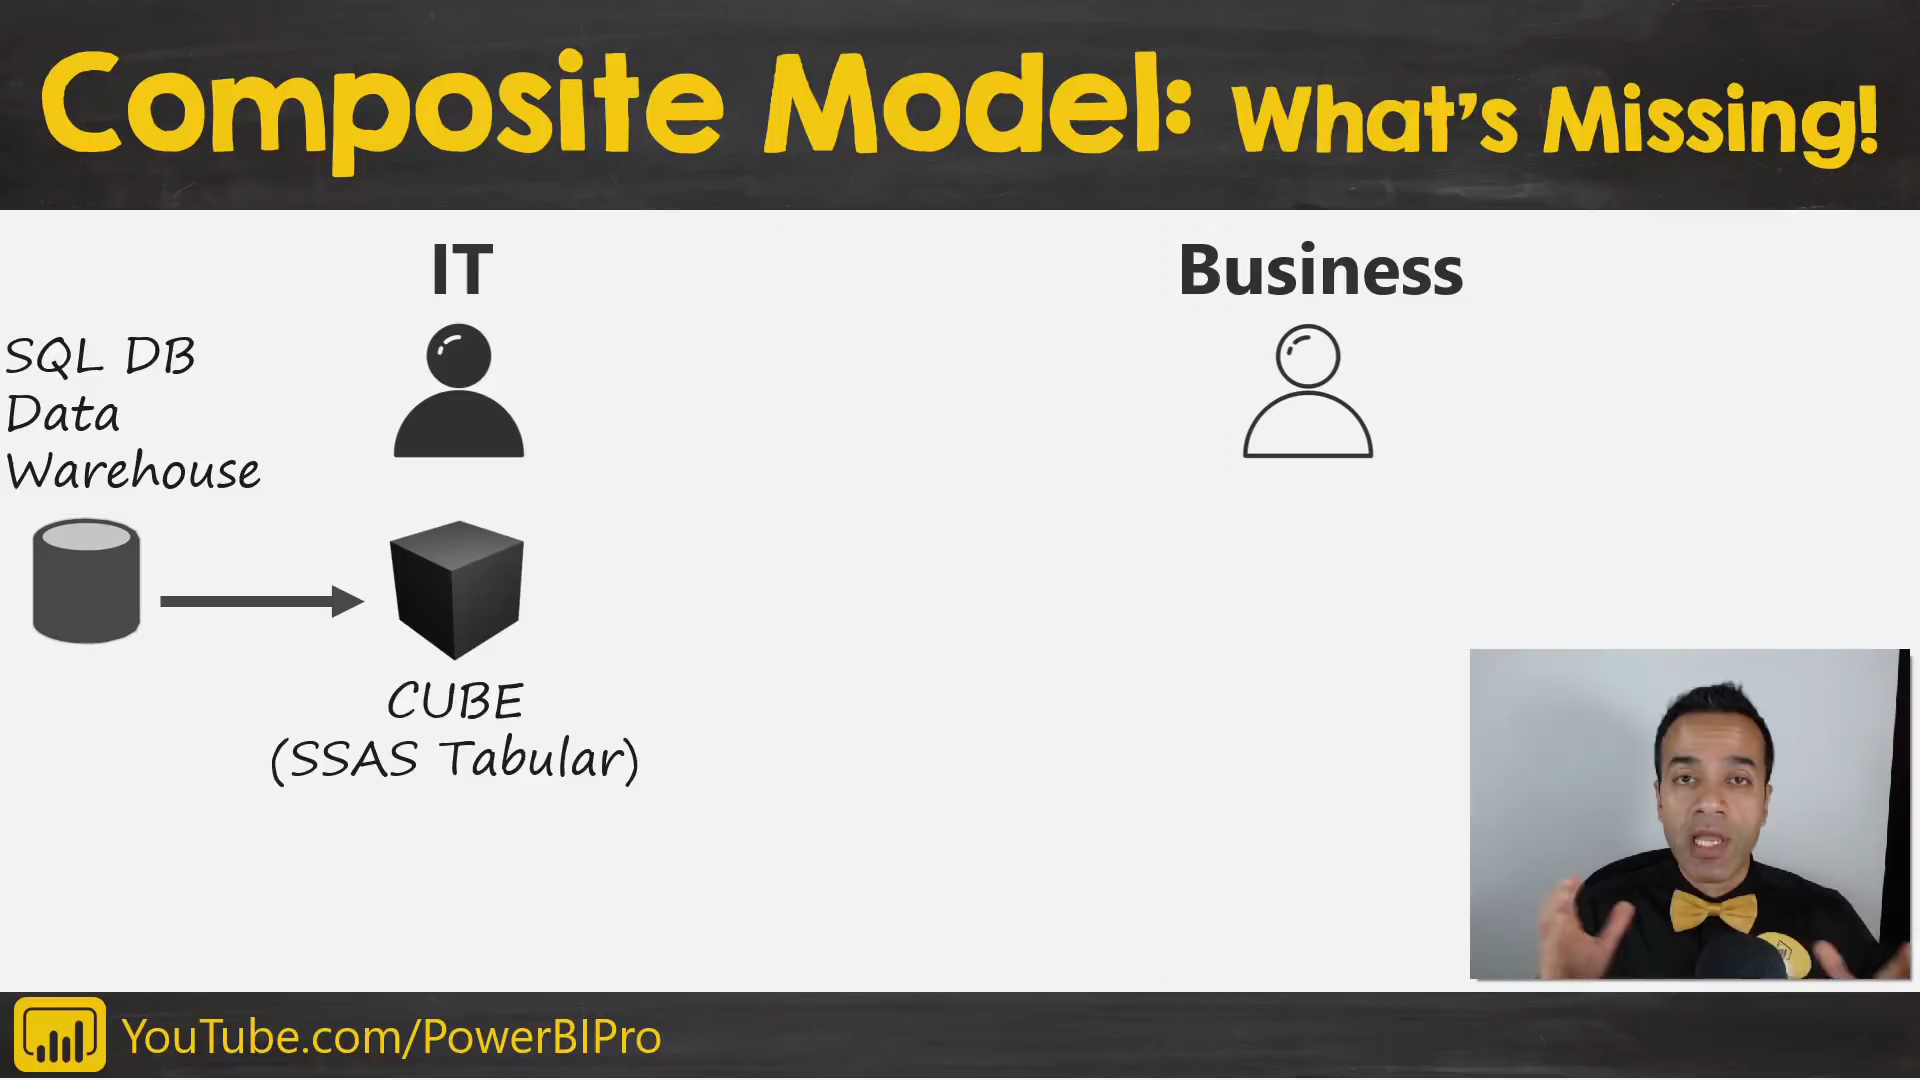 Composite Model: What's Missing!
IT
Business
SQL DB
Data
Warehouse
CUBE
(SSAS Tabular)
YouTube.com/PowerBIPro